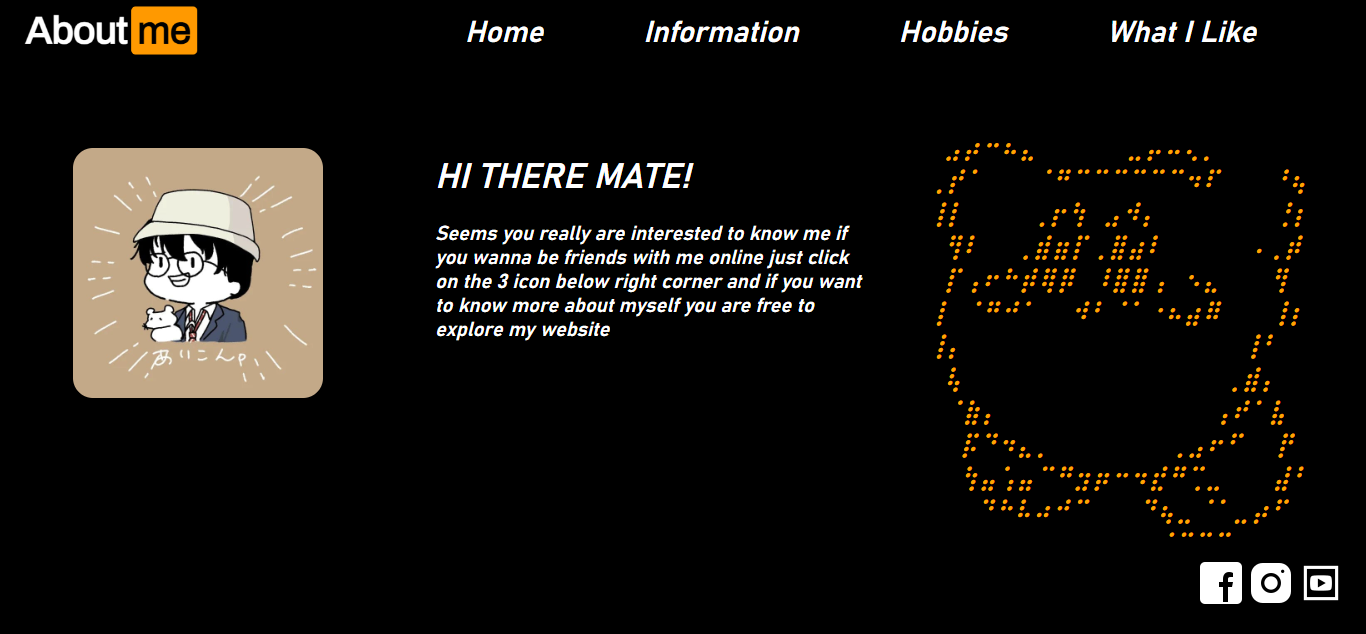 About me
Home Information Hobbies What I Like
HI THERE MATE!
Seems you really are interested to know me if
you wanna be friends with me online just click
on the 3 icon below right corner and if you want
to know more about myself you are free to
explore my website
あいこんやp